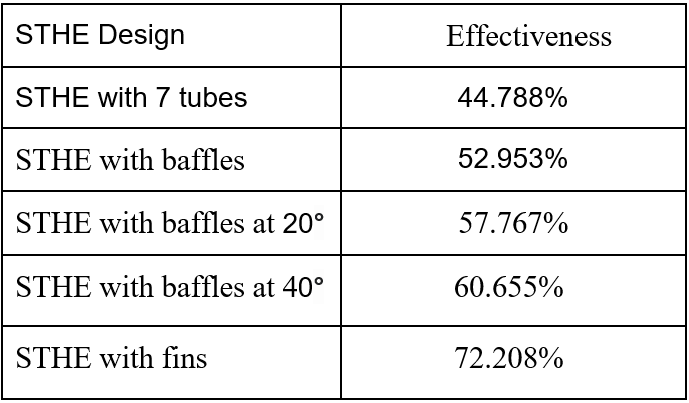 STHE Design Effectiveness
STHE with 7 tubes 44.788%
STHE with baffles 52.953%
STHE with baffles at 20° 57.767%
STHE with baffles at 40° 60.655%
STHE with fins 72.208%